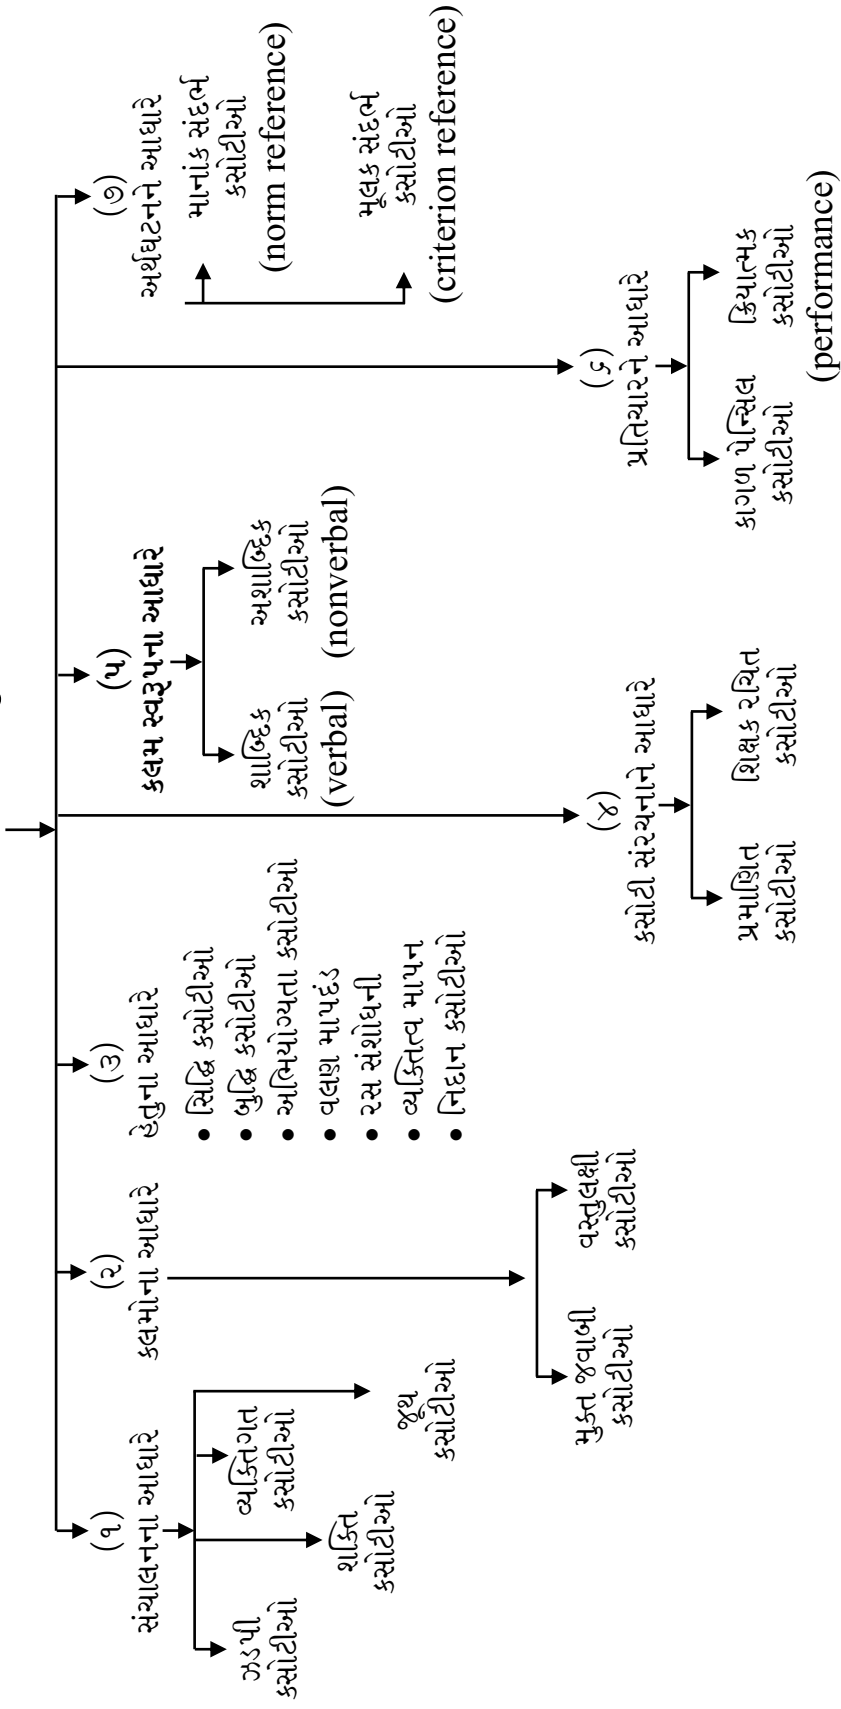 (૧)
સંચાલનના આધારે
ઝડપી
કસોટીઓ
શક્તિ
કસોટીઓ
વ્યક્તિગત
કસોટીઓ
જૂથ
કસોટીઓ
(૨)
કલમોના આધારે
મુક્ત જવાબી
કસોટીઓ
વસ્તુલક્ષી
કસોટીઓ
(૩)
હેતુના આધારે
• સિદ્ધિ કસોટીઓ
• બુદ્ધિ કસોટીઓ
• અભિયોગ્યતા કસોટીઓ
• વલણ માપદંડ
• રસ સંશોધની
• વ્યક્તિત્વ માપન
• નિદાન કસોટીઓ
(૪)
કસોટી સંરચનાને આધારે
પ્રમાણિત
કસોટીઓ
શિક્ષક રચિત
કસોટીઓ
(૫)
કલમ સ્વરૂપના આધારે
શાબ્દિક
કસોટીઓ
(verbal)
અશાબ્દિક
કસોટીઓ
(nonverbal)
(૬)
પ્રતિચારને આધારે
કાગળ પેન્સિલ
કસોટીઓ
ક્રિયાત્મક
કસોટીઓ
(performance)
(૭)
અર્થઘટનને આધારે
માનાંક સંદર્ભ
કસોટીઓ
(norm reference)
મૂલક સંદર્ભ
કસોટીઓ
(criterion reference)